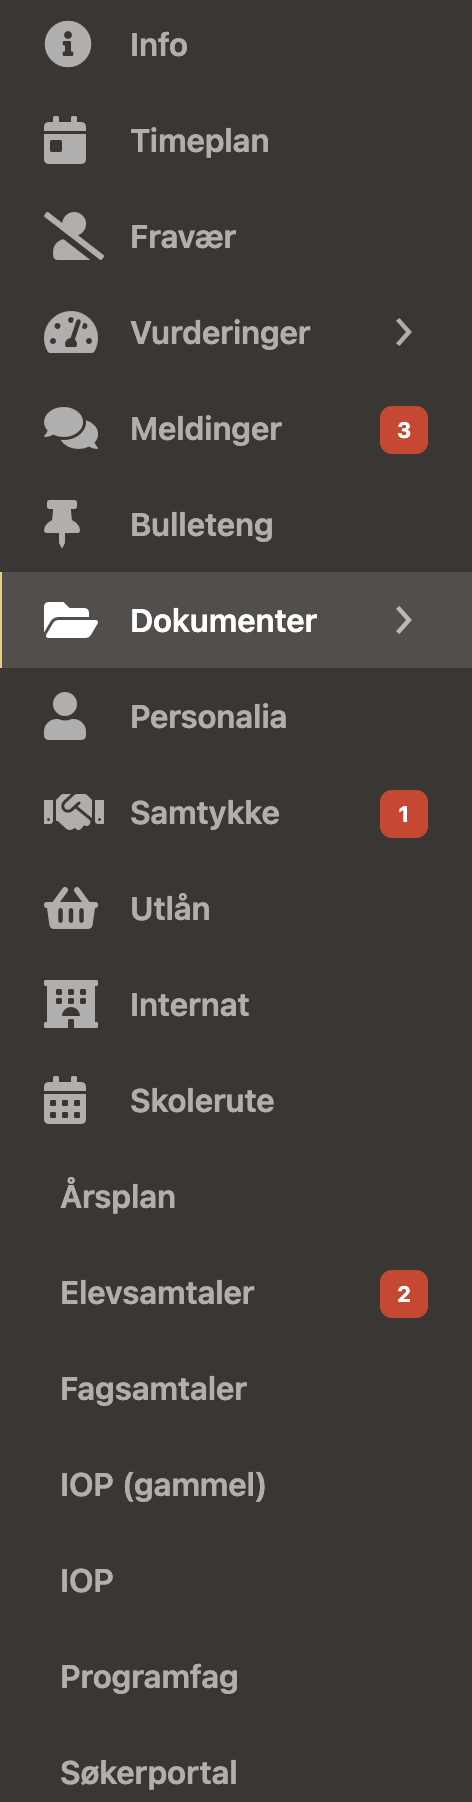 Info
Timeplan
Fravær
Vurderinger
Meldinger 3
Bulleteng
Dokumenter
Personalia
Samtykke 1
Utlån
Internat
Skolerute
Årsplan
Elevsamtaler 2
Fagsamtaler
IOP (gammel)
IOP
Programfag
Søkerportal